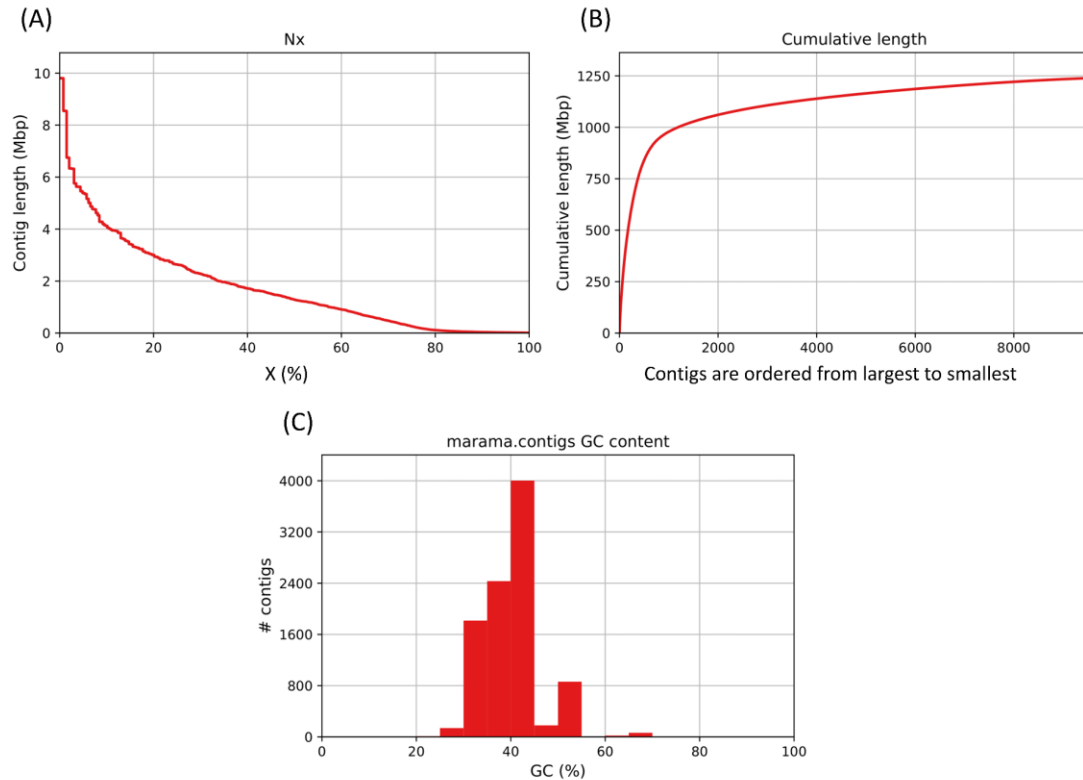 (A)
Nx
10
8
6
4
2
0
Contig length (Mbp)
0 20 40 60 80 100
X (%)
(B)
Cumulative length
1250
1000
750
500
250
0
Cumulative length (Mbp)
0 2000 4000 6000 8000
Contigs are ordered from largest to smallest
(C)
marama.contigs GC content
4000
3200
2400
1600
800
0
# contigs
0 20 40 60 80 100
GC (%)